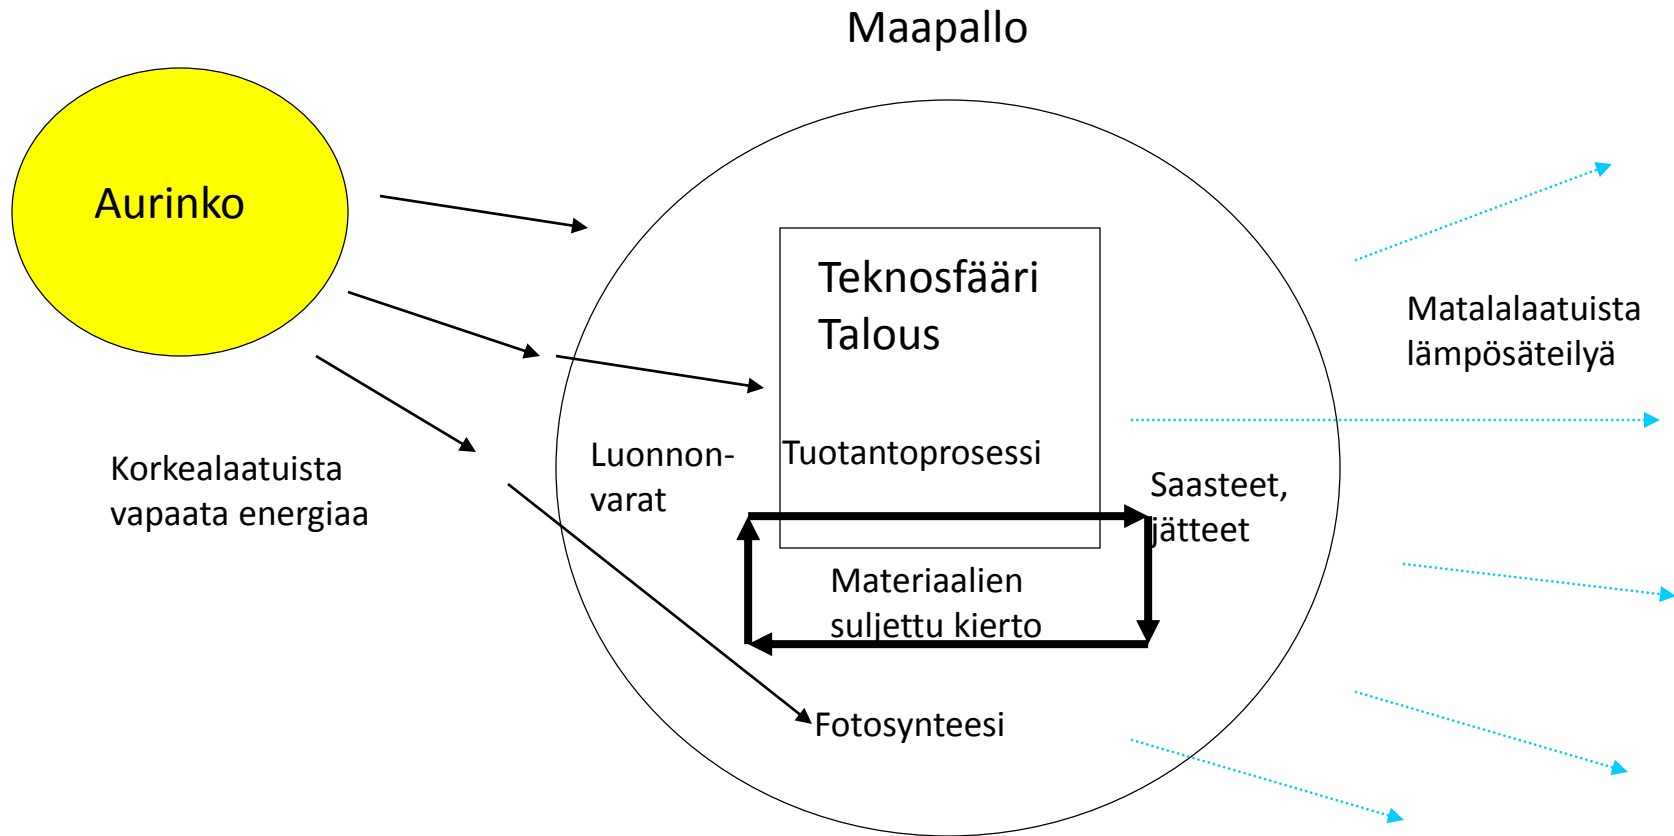 Maapallo
Aurinko
Teknosfääri
Talous
Matalalaatuista
lämpösäteilyä
Korkealaatuista
vapaata energiaa
Luonnon-
varat
Tuotantoprosessi
Saasteet,
jätteet
Materiaalien
suljettu kierto
Fotosynteesi